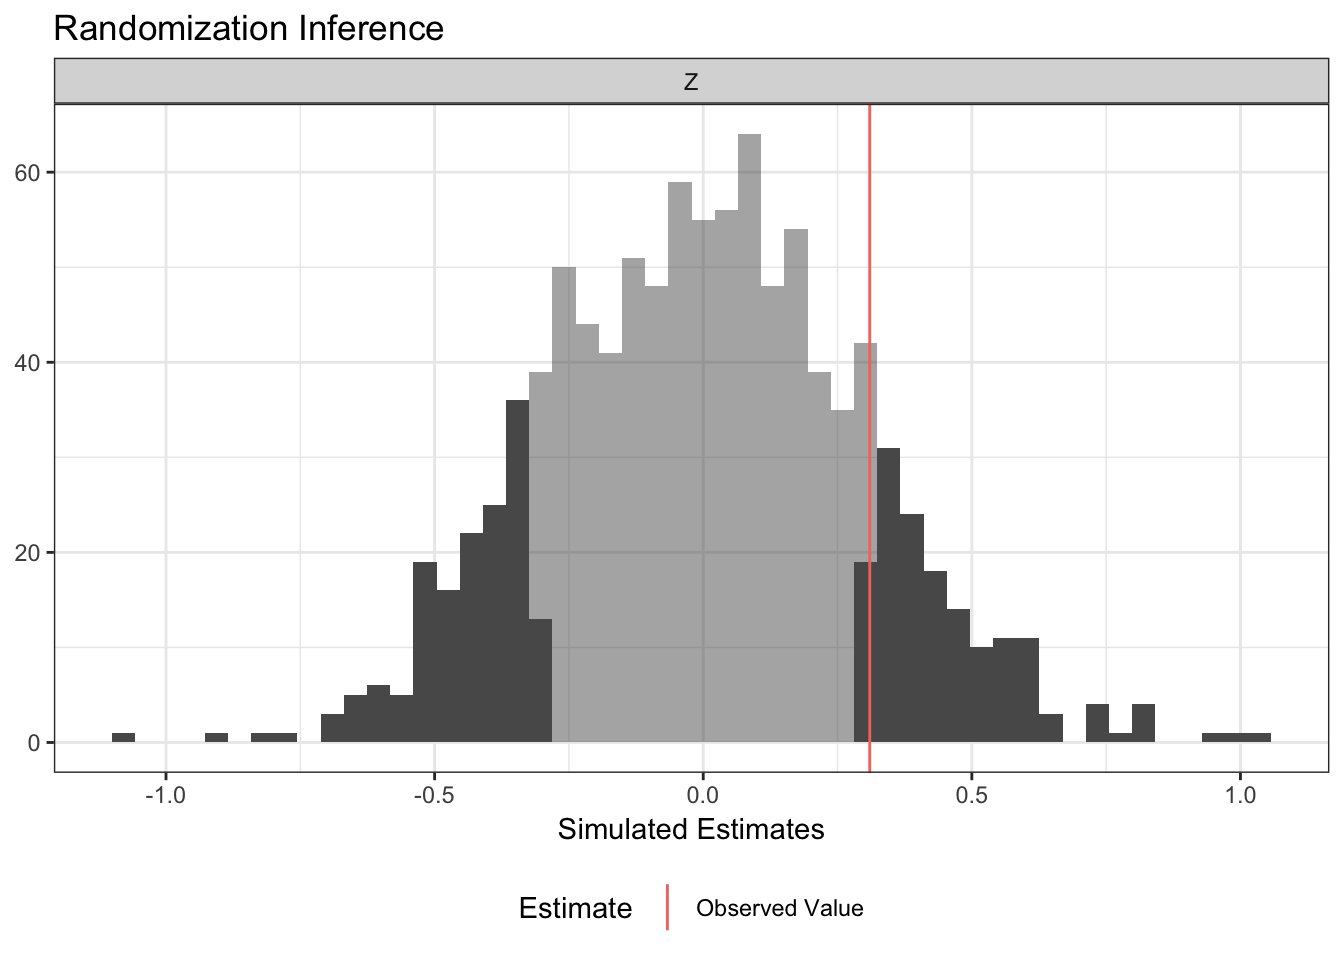 Randomization Inference
Z
60
40
20
0
-1.0 -0.5 0.0 0.5 1.0
Simulated Estimates
Estimate Observed Value